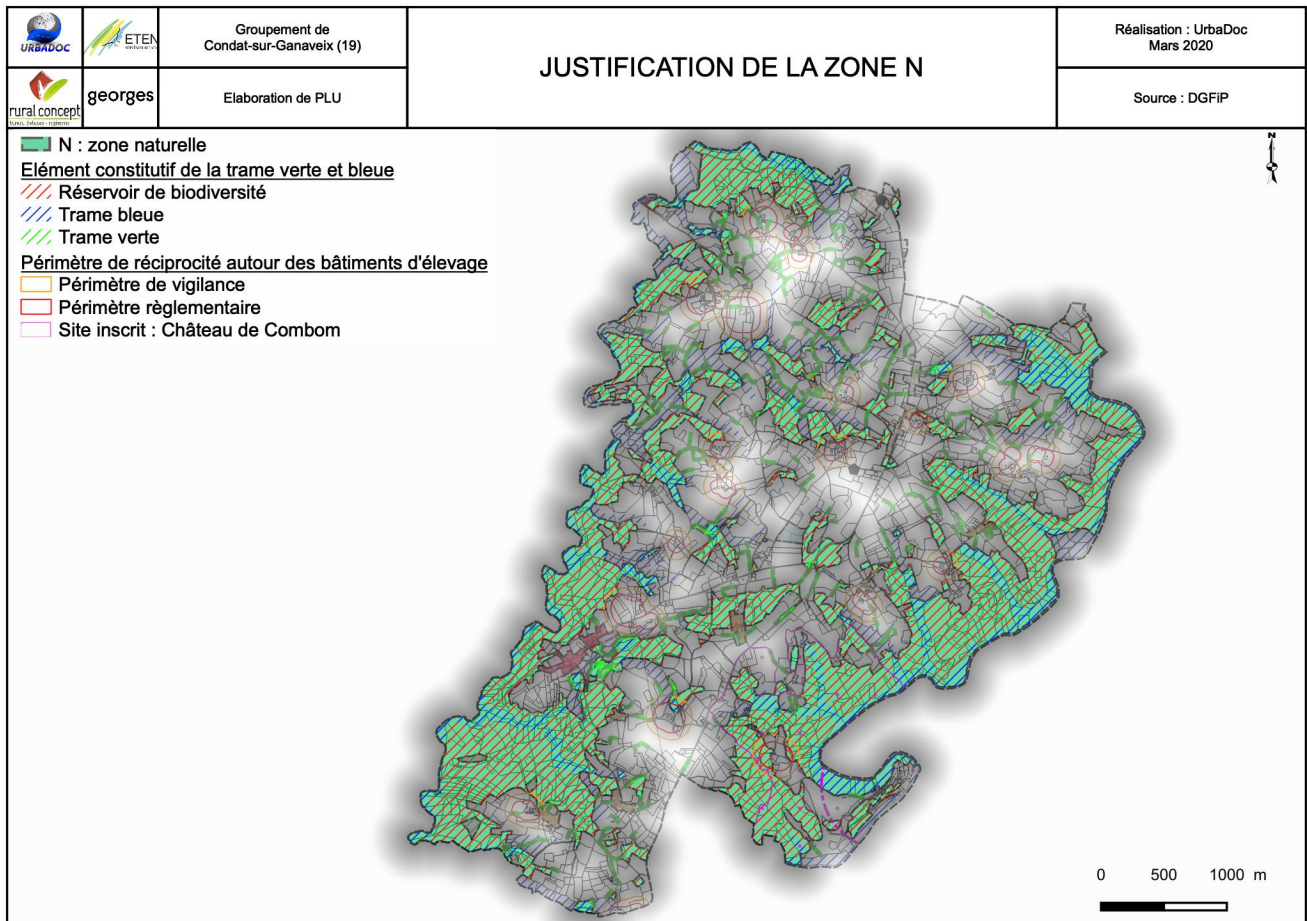 URBADOC
ETEN
Groupement de
Condat-sur-Ganaveix (19)
JUSTIFICATION DE LA ZONE N
Réalisation : UrbaDoc
Mars 2020
rural concept
georges
Elaboration de PLU
Source : DGFiP
N : zone naturelle
Elément constitutif de la trame verte et bleue
Réservoir de biodiversité
Trame bleue
Trame verte
Périmètre de réciprocité autour des bâtiments d'élevage
Périmètre de vigilance
Périmètre règlementaire
Site inscrit : Château de Combom
N
0 500 1000 m